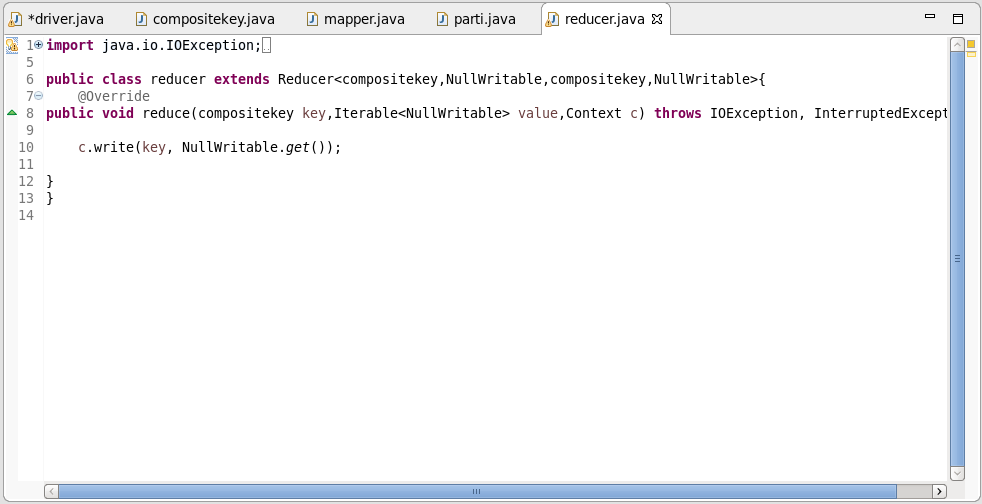 *driver.java compositekey.java mapper.java parti.java reducer.java
1 import java.io.IOException;
5
6 public class reducer extends Reducer<compositekey,NullWritable,compositekey,NullWritable>{
7 @Override
8 public void reduce(compositekey key,Iterable<NullWritable> value,Context c) throws IOException, InterruptedExcept
9
10 c.write(key, NullWritable.get());
11
12 }
13 }
14